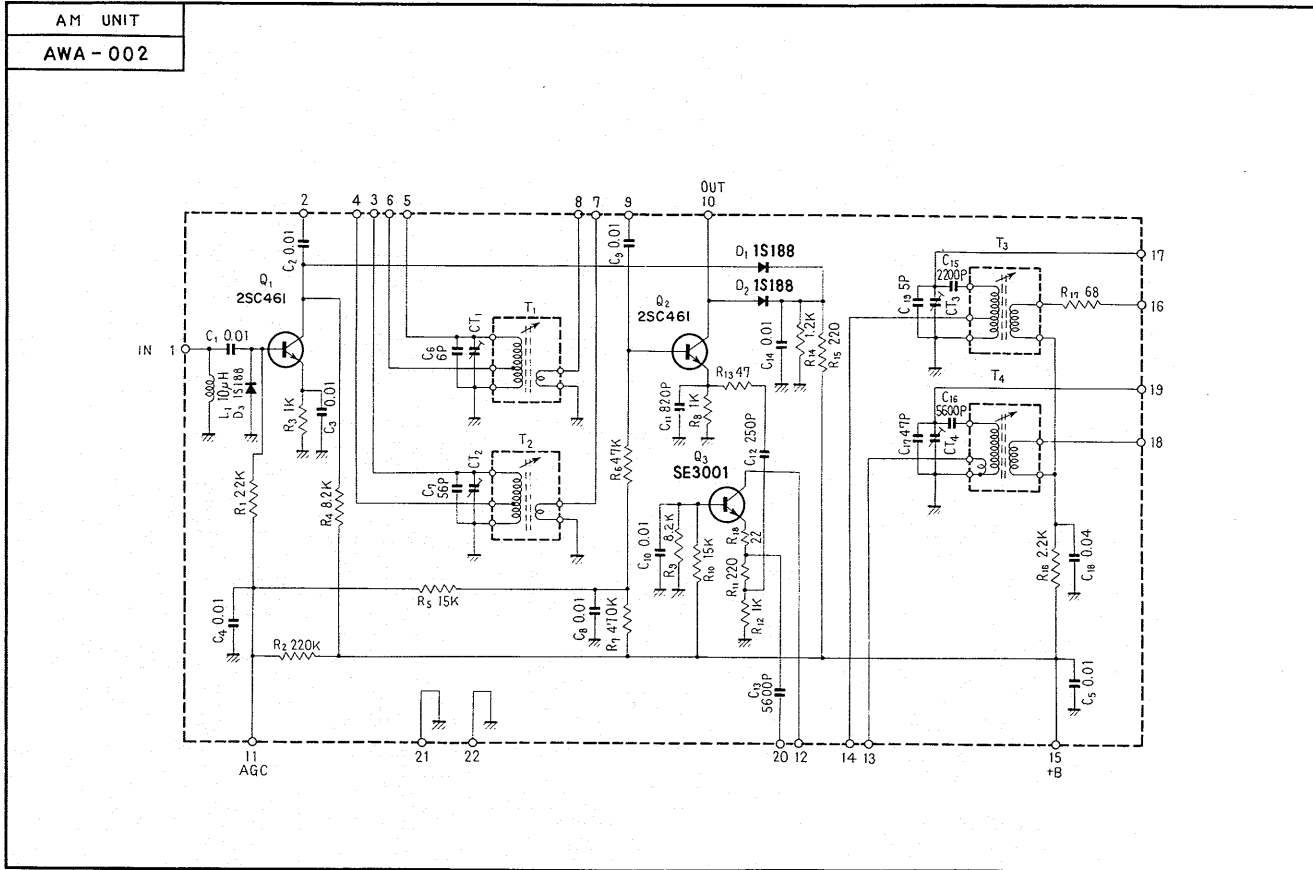 AM UNIT
AWA-002
OUT
2
4
3
6
5
8
7
9
10
C2 0.01
C9 0.01
D1 1S188
T3
17
Q1
2SC461
D2 1S188
C15
2200P
C19 5P
CT3
R17 68
16
IN 1
C1 0.01
T1
C6
6P
CT1
Q2
2SC461
C14 0.01
R14 1.2K
R15 220
L1 10μH
D3 1S188
R3 1K
C3 0.01
R13 47
C11 820P
R8 1K
C12 250P
T4
19
C16
5600P
C17 47P
CT4
18
T2
C7
56P
CT2
R6 47K
Q3
SE3001
R1 22K
R4 8.2K
R18
22
C10 0.01
R9 8.2K
R10 15K
R11 220
R12 1K
R16 2.2K
C18 0.04
R5 15K
C4 0.01
C8 0.01
R7 470K
R2 220K
C13
5600P
C5 0.01
11
AGC
21
22
20
12
14
13
15
+B